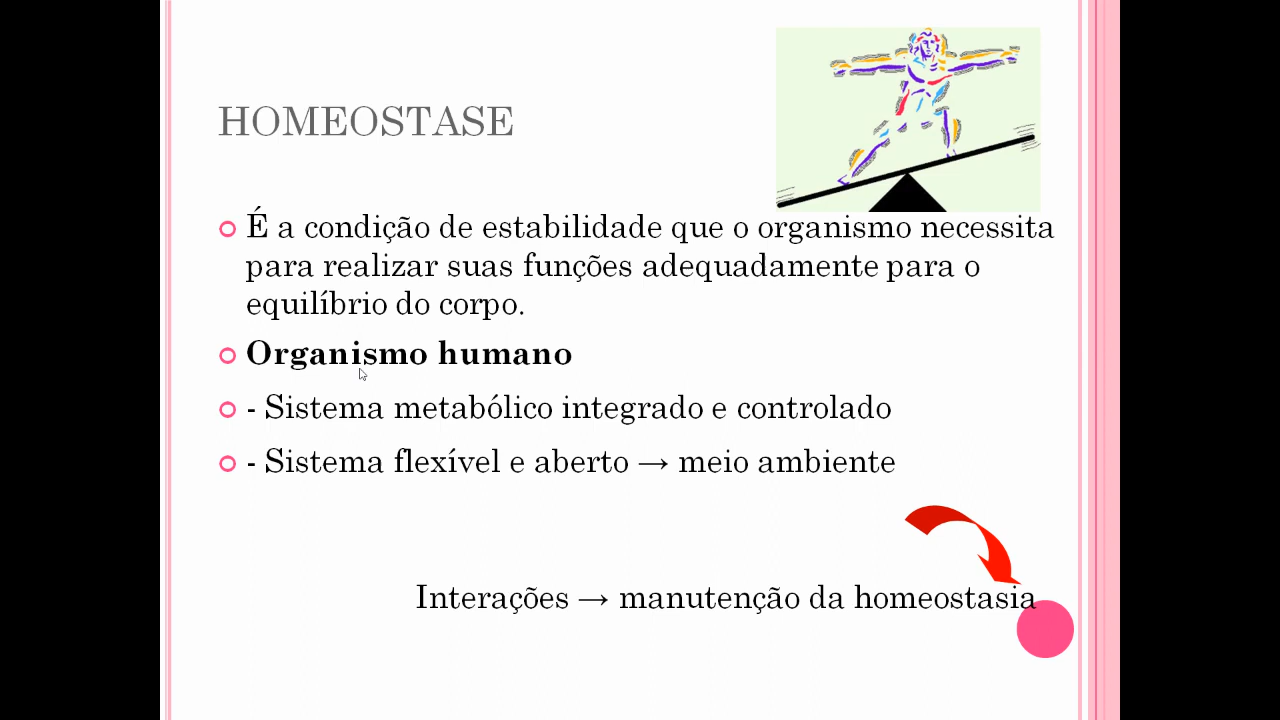 HOMEOSTASE
É a condição de estabilidade que o organismo necessita
para realizar suas funções adequadamente para o
equilíbrio do corpo.
Organismo humano
- Sistema metabólico integrado e controlado
- Sistema flexível e aberto → meio ambiente
Interações → manutenção da homeostasia